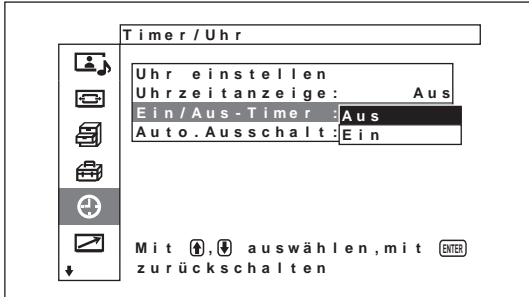 Timer/Uhr
Uhr einstellen
Uhrzeitanzeige: Aus
Ein/Aus-Timer :Aus
Auto.Ausschalt:Ein
Mit ↑,↓ auswählen,mit ENTER
zurückschalten